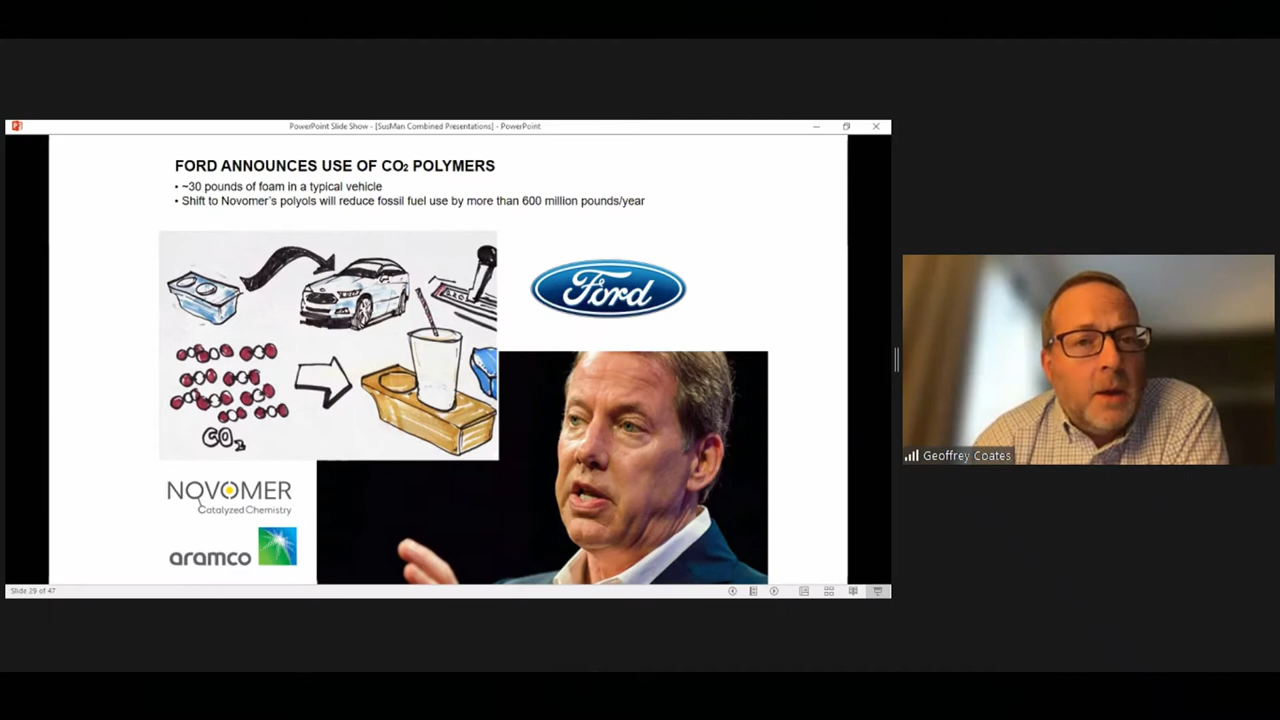 PowerPoint Slide Show - [SusMan Combined Presentations] - PowerPoint
FORD ANNOUNCES USE OF CO₂ POLYMERS
• ~30 pounds of foam in a typical vehicle
• Shift to Novomer's polyols will reduce fossil fuel use by more than 600 million pounds/year
Ford
CO₂
NOVOMER
Catalyzed Chemistry
aramco
Slide 29 of 47
Geoffrey Coates